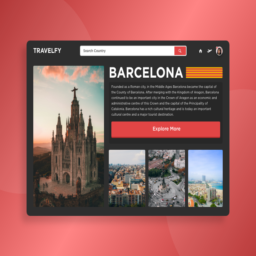 TRAVELFY
Search Country
BARCELONA
Founded as a Roman city, in the Middle Ages Barcelona became the capital of
the County of Barcelona. After merging with the Kingdom of Aragon, Barcelona
continued to be an important city in the Crown of Aragon as an economic and
administrative centre of this Crown and the capital of the Principality of
Catalonia. Barcelona has a rich cultural heritage and is today an important
cultural centre and a major tourist destination.
Explore More